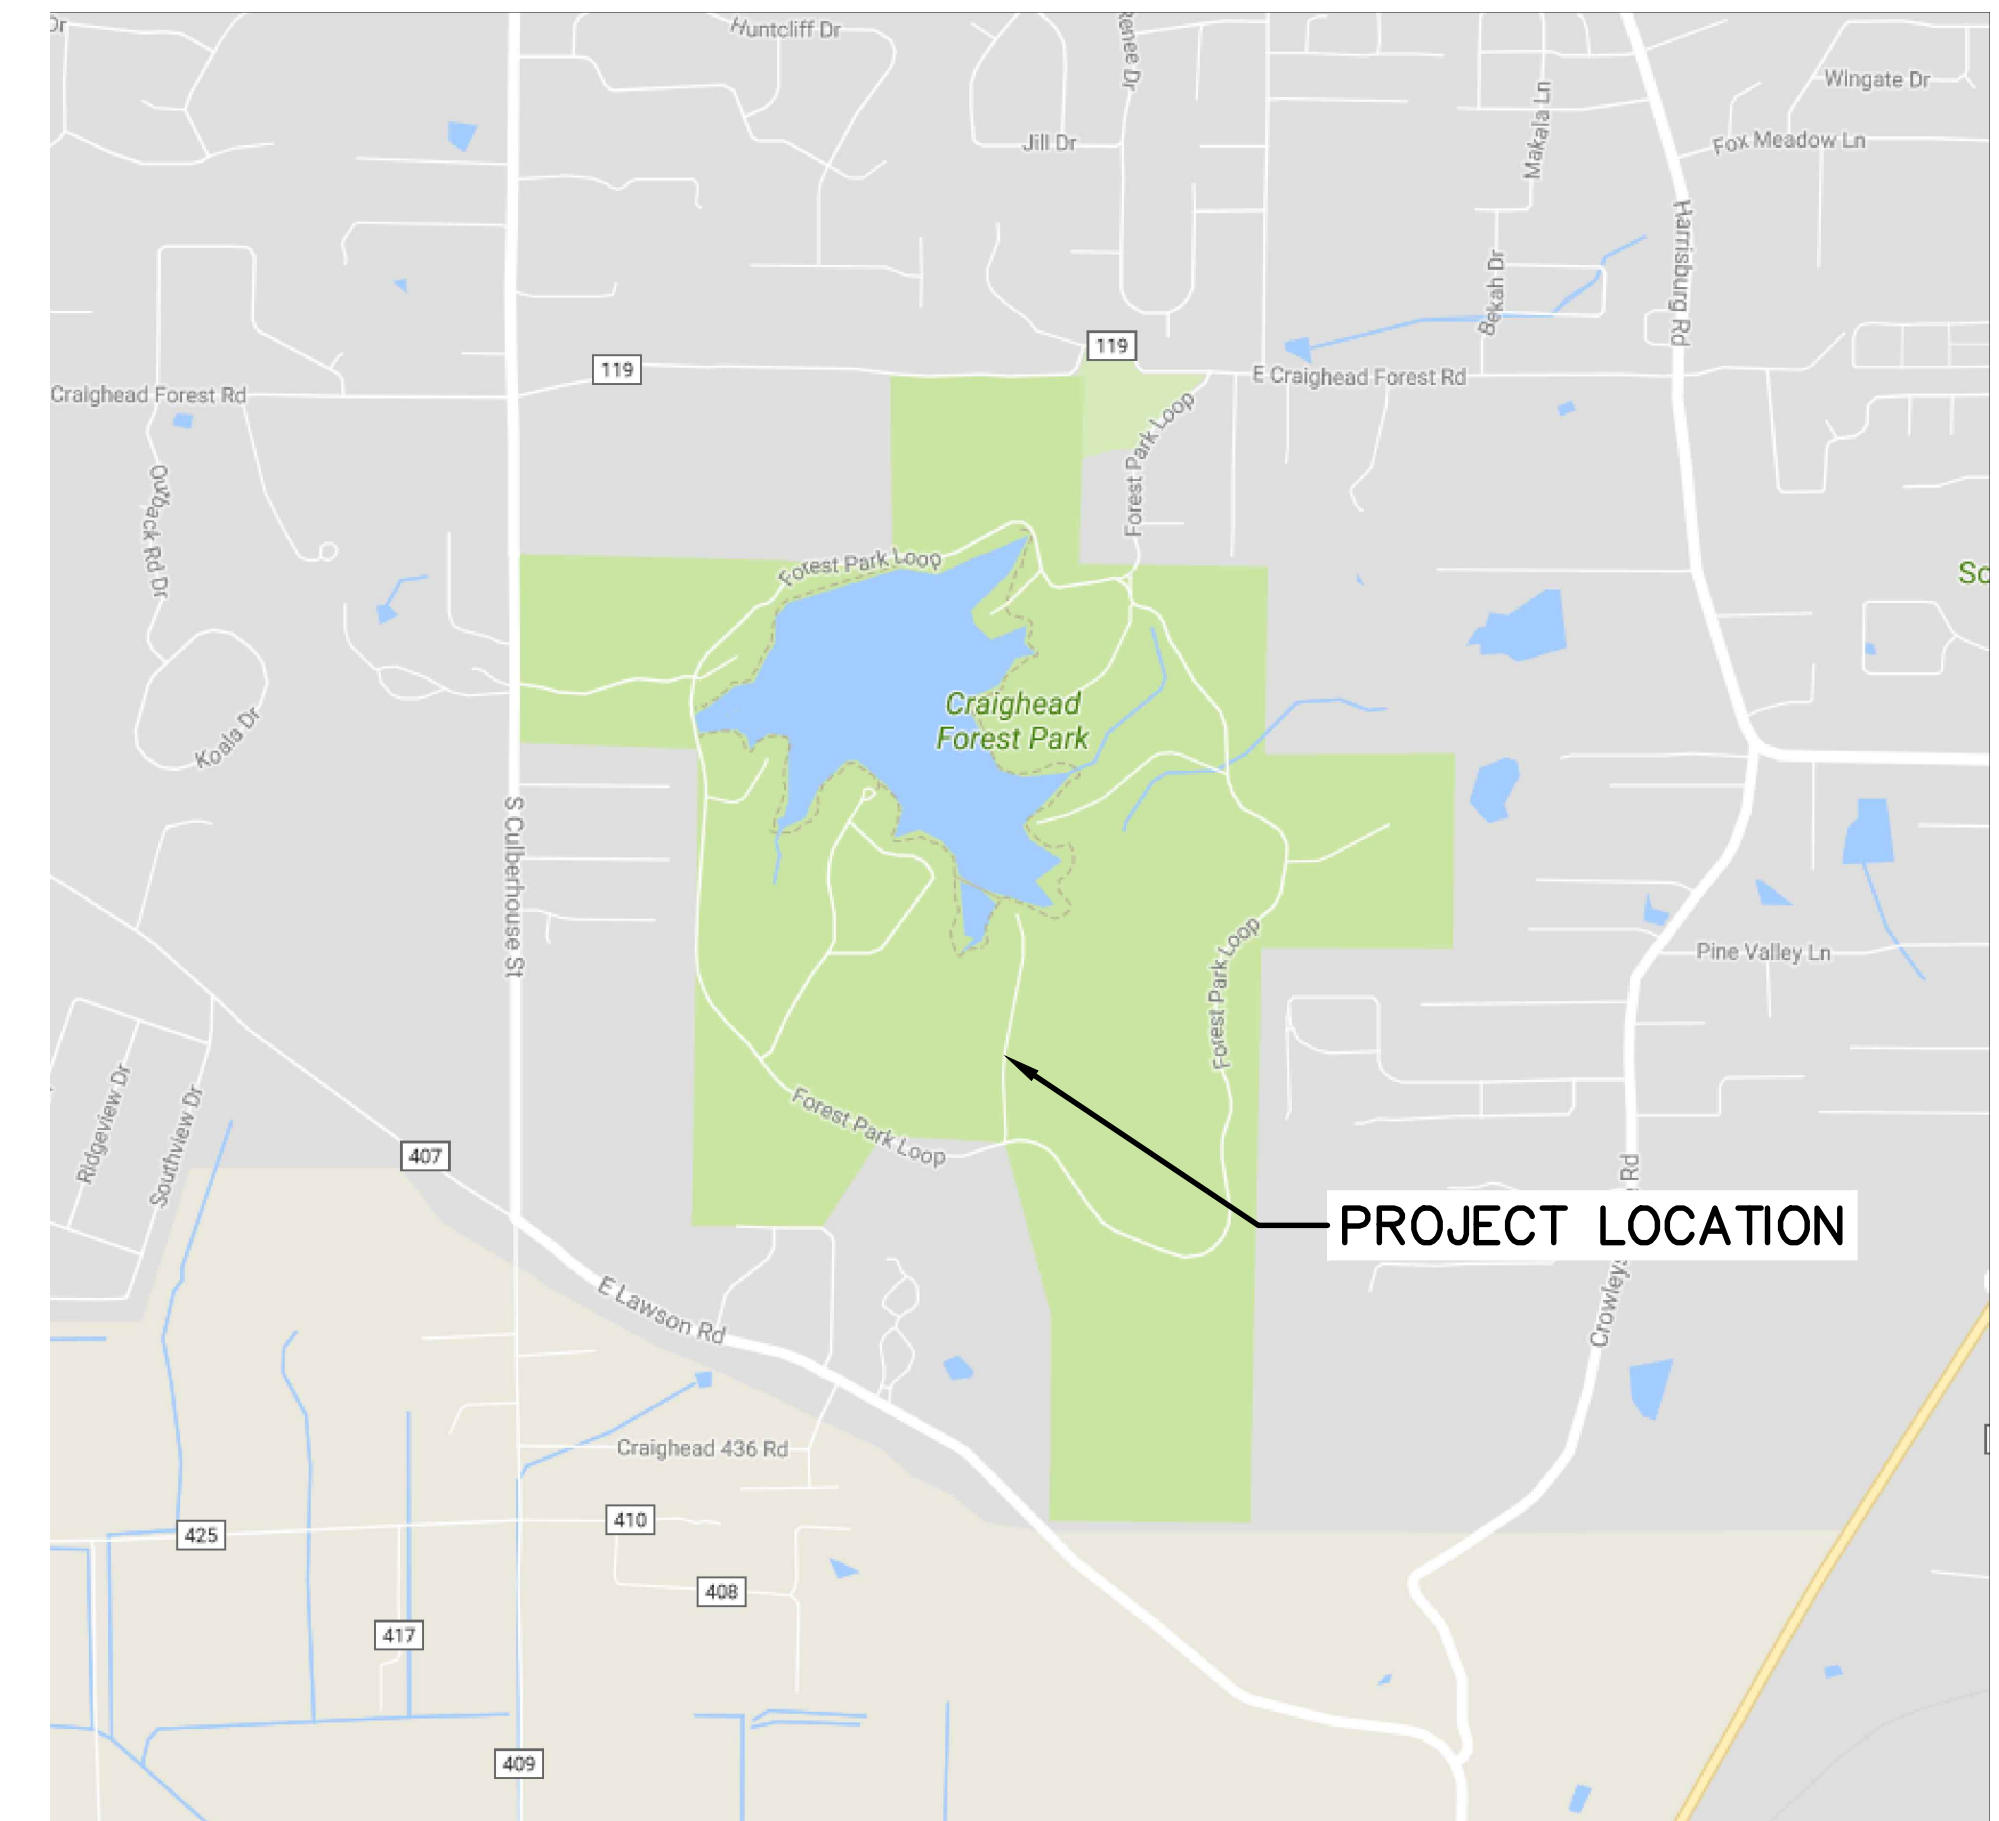 Dr
Huntcliff Dr
Renee Dr
Wingate Dr
Makala Ln
Jill Dr
Fox Meadow Ln
Harrisburg Rd
Bekah Dr
119
119
E Craighead Forest Rd
Craighead Forest Rd
Forest Park Loop
Outback Rd Dr
Forest Park Loop
Craighead
Forest Park
Koala Dr
S Culberhouse St
Forest Park Loop
Pine Valley Ln
Ridgeview Dr
Southview Dr
407
Forest Park Loop
Rd
PROJECT LOCATION
Crowleys
E Lawson Rd
Craighead 436 Rd
410
425
408
417
409